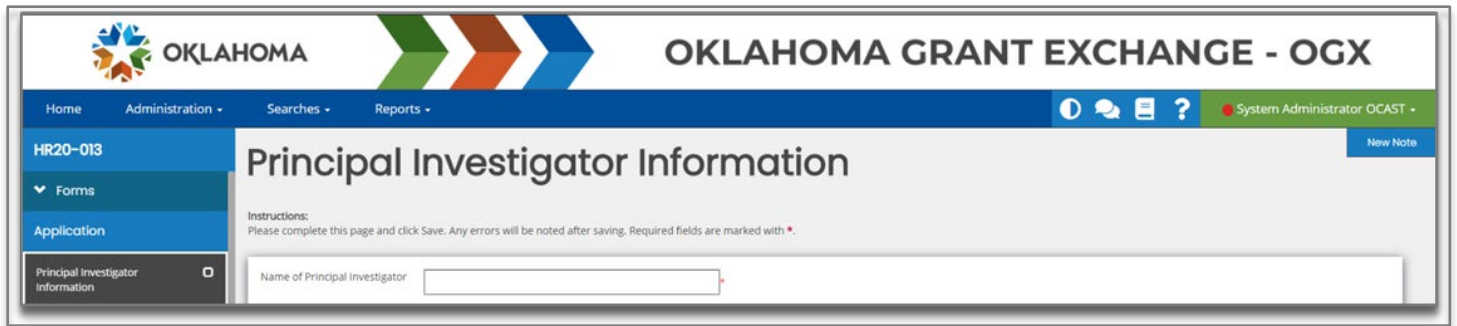 OKLAHOMA
OKLAHOMA GRANT EXCHANGE - OGX
Home Administration Searches Reports ? System Administrator OCAST
HR20-013
New Note
Principal Investigator Information
Forms
Instructions:
Please complete this page and click Save. Any errors will be noted after saving. Required fields are marked with *.
Application
Principal Investigator
Information
Name of Principal Investigator *